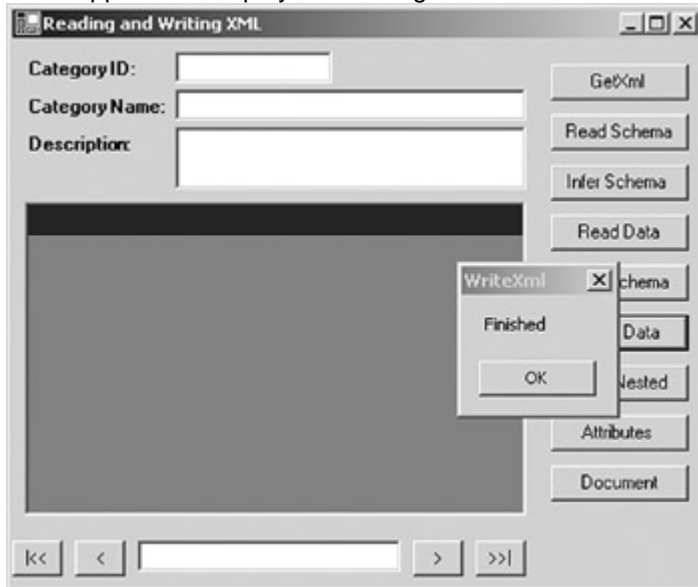 Reading and Writing XML
Category ID:
GetXml
Category Name:
Read Schema
Description:
Infer Schema
Read Data
WriteXml
chema
Finished
Data
OK
Nested
Attributes
Document
|<<
<
>
>>|